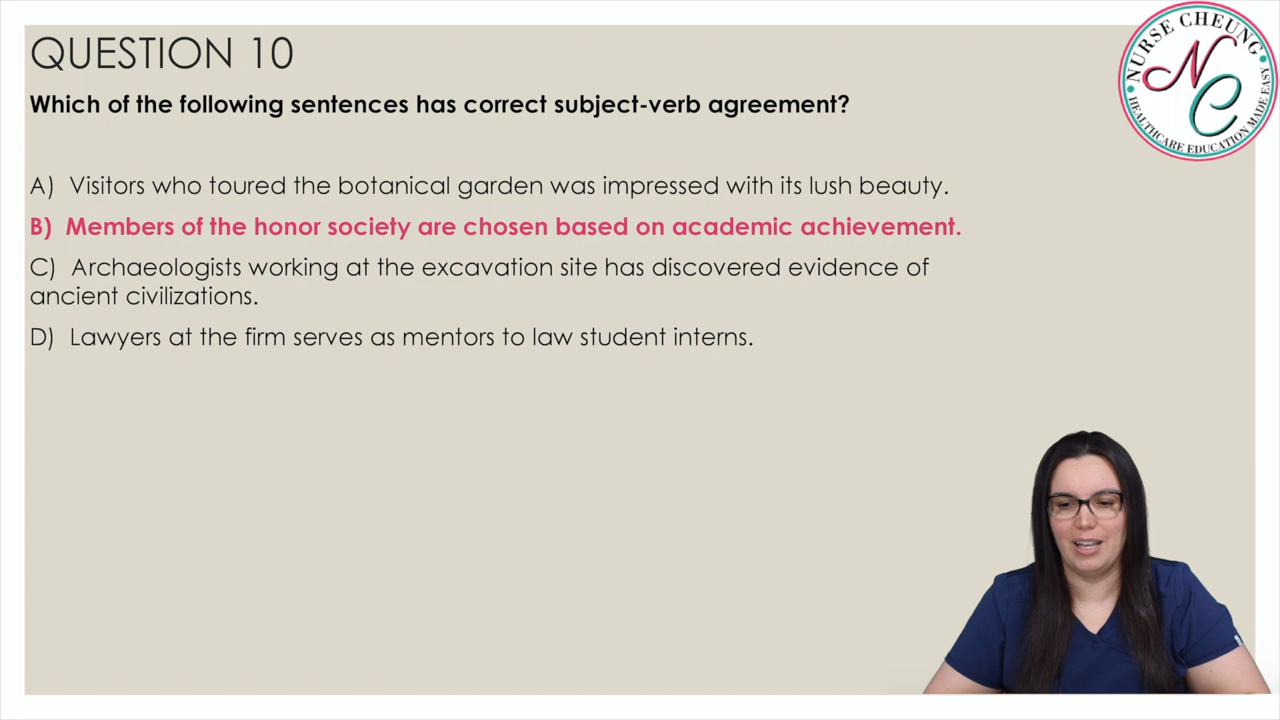 QUESTION 10
NURSE CHEUNG
NC
HEALTHCARE EDUCATION MADE EASY
Which of the following sentences has correct subject-verb agreement?
A) Visitors who toured the botanical garden was impressed with its lush beauty.
B) Members of the honor society are chosen based on academic achievement.
C) Archaeologists working at the excavation site has discovered evidence of
ancient civilizations.
D) Lawyers at the firm serves as mentors to law student interns.